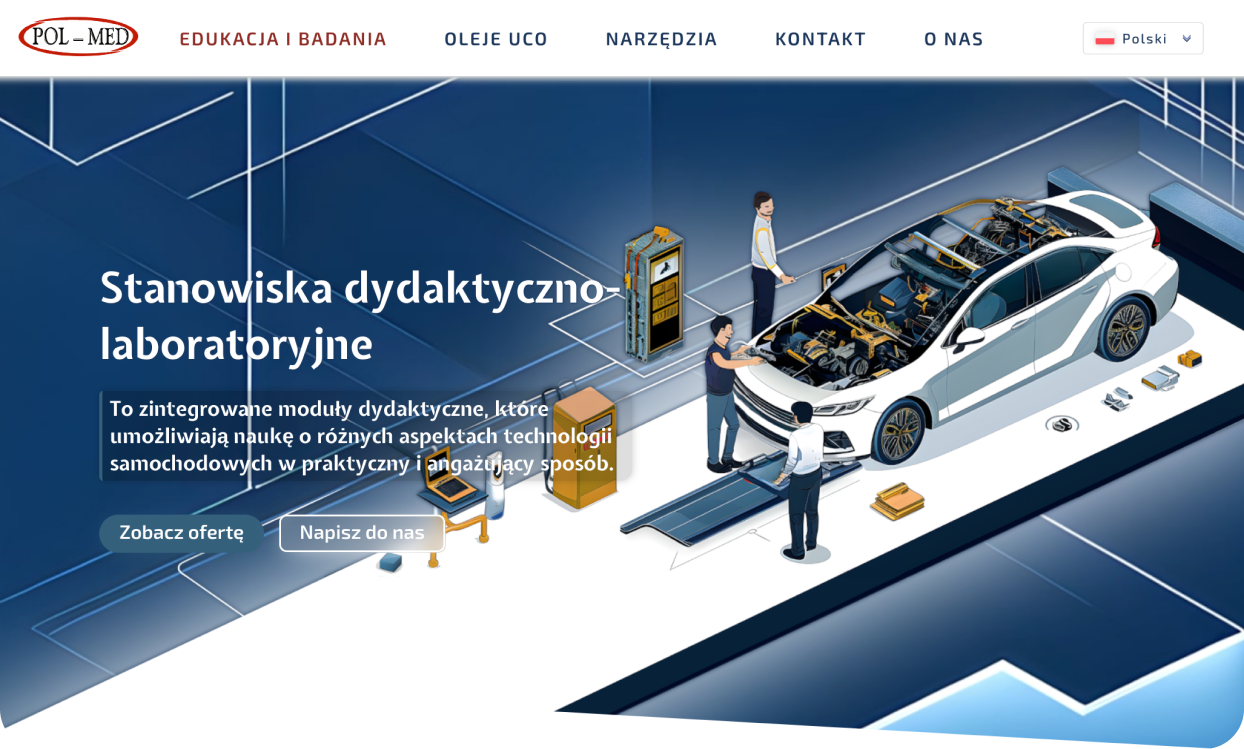 POL – MED
EDUKACJA I BADANIA
OLEJE UCO
NARZĘDZIA
KONTAKT
O NAS
Polski
Stanowiska dydaktyczno-
laboratoryjne
To zintegrowane moduły dydaktyczne, które
umożliwiają naukę o różnych aspektach technologii
samochodowych w praktyczny i angażujący sposób.
Zobacz ofertę
Napisz do nas